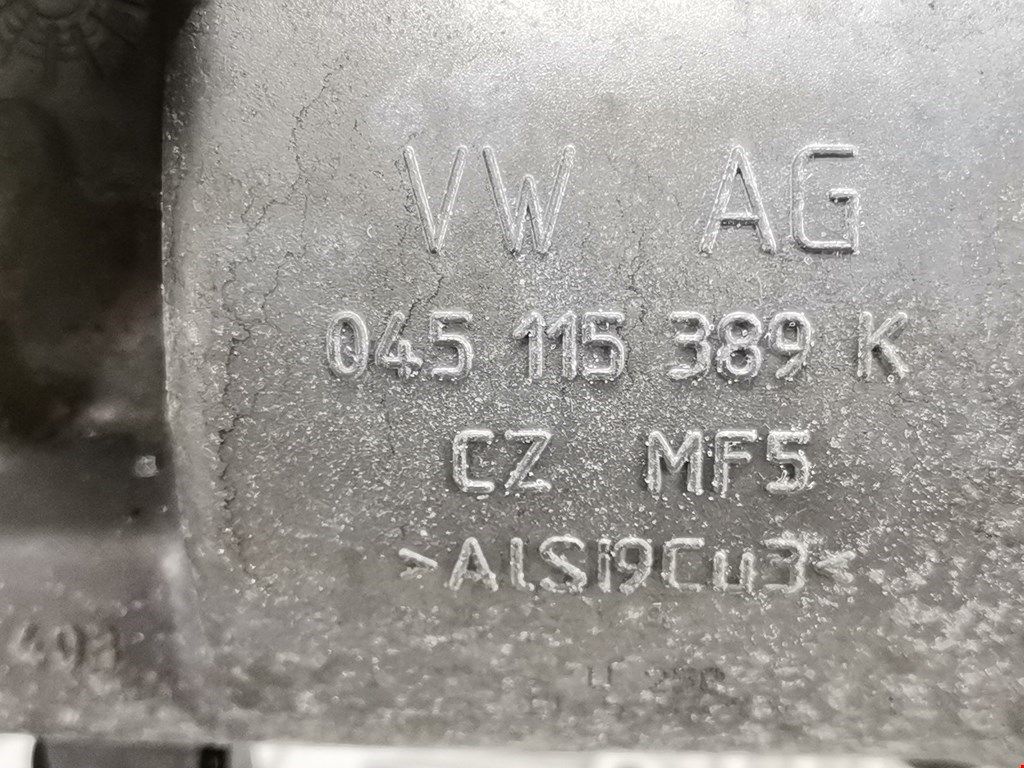 VW AG
045 115 389 K
CZ MF5
>AlSi9Cu3<